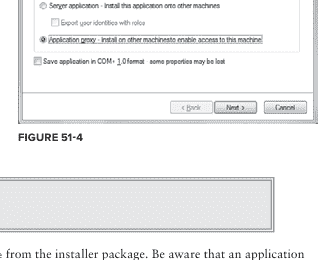 Server application - Install this application onto other machines
Export user identities with roles
Application proxy - Install on other machinesto enable access to this machine
Save application in COM+ 1.0 format some properties may be lost
< Back Next > Cancel
FIGURE 51-4
from the installer package. Be aware that an application